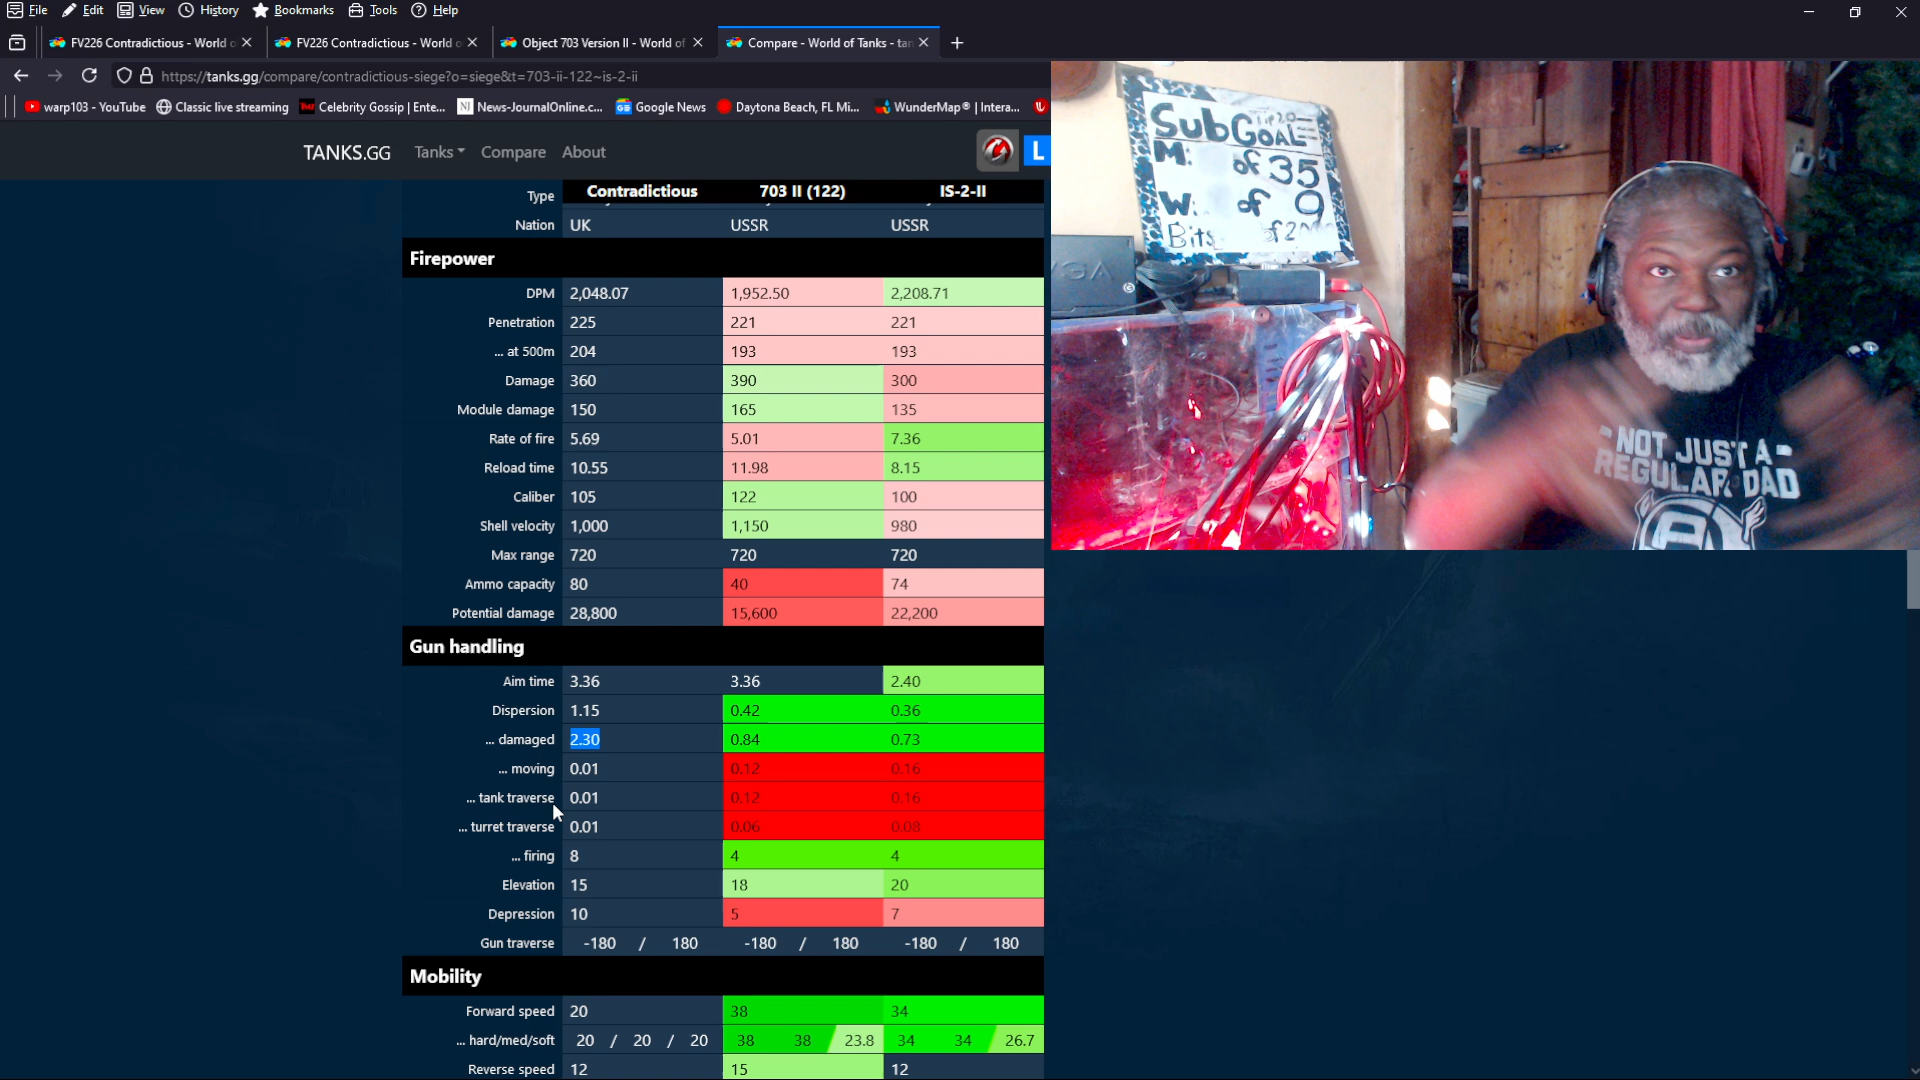 File Edit View History Bookmarks Tools Help
FV226 Contradictious - World o
FV226 Contradictious - World o
Object 703 Version II - World of
Compare - World of Tanks - tan
https://tanks.gg/compare/contradictious-siege?o=siege&t=703-ii-122~is-2-ii
warp103 - YouTube Classic live streaming Celebrity Gossip | Ente... News-JournalOnline.c... Google News Daytona Beach, FL Mi... WunderMap® | Intera...
TANKS.GG Tanks Compare About L
Type Contradictious 703 II (122) IS-2-II
Nation UK USSR USSR
Firepower
DPM 2,048.07 1,952.50 2,208.71
Penetration 225 221 221
... at 500m 204 193 193
Damage 360 390 300
Module damage 150 165 135
Rate of fire 5.69 5.01 7.36
Reload time 10.55 11.98 8.15
Caliber 105 122 100
Shell velocity 1,000 1,150 980
Max range 720 720 720
Ammo capacity 80 40 74
Potential damage 28,800 15,600 22,200
Gun handling
Aim time 3.36 3.36 2.40
Dispersion 1.15 0.42 0.36
... damaged 2.30 0.84 0.73
... moving 0.01 0.12 0.16
... tank traverse 0.01 0.12 0.16
... turret traverse 0.01 0.06 0.08
... firing 8 4 4
Elevation 15 18 20
Depression 10 5 7
Gun traverse -180 / 180 -180 / 180 -180 / 180
Mobility
Forward speed 20 38 34
... hard/med/soft 20 / 20 / 20 38 38 23.8 34 34 26.7
Reverse speed 12 15 12
SubGoal
M: of 35
W: of 9
Bits
NOT JUST A
REGULAR DAD